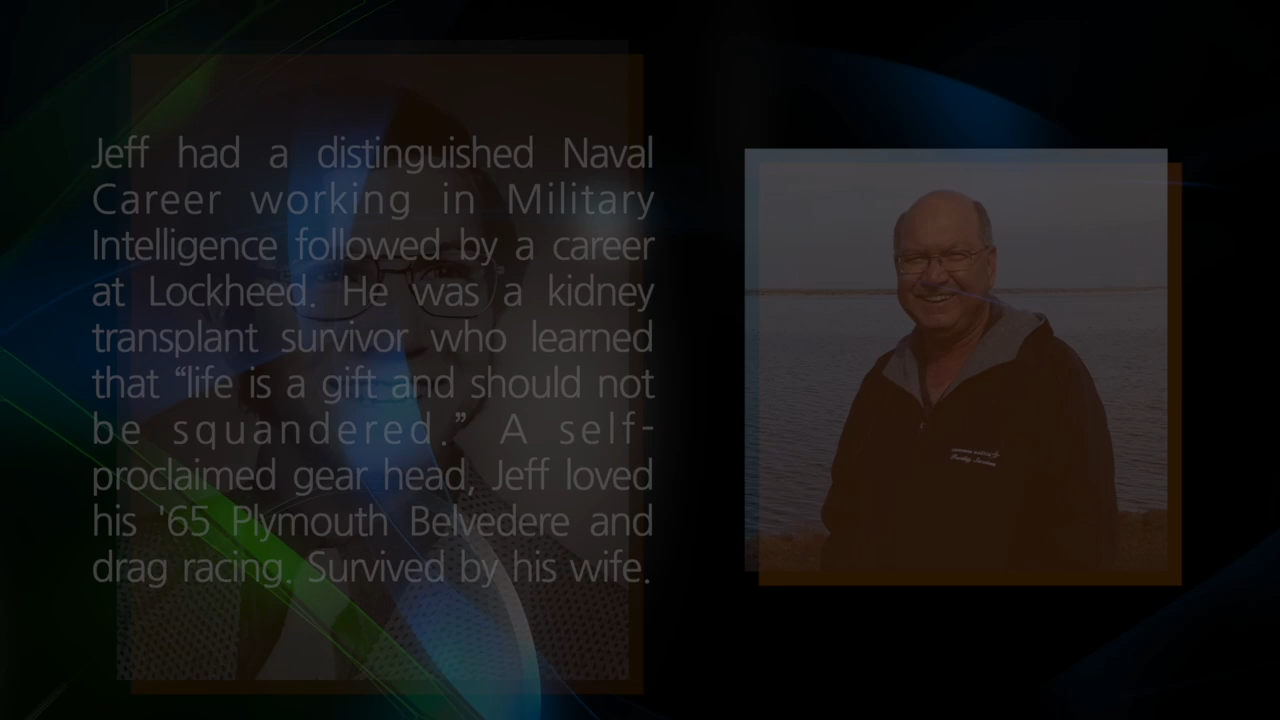 Jeff had a distinguished Naval
Career working in Military
Intelligence followed by a career
at Lockheed. He was a kidney
transplant survivor who learned
that “life is a gift and should not
be squandered.” A self-
proclaimed gear head, Jeff loved
his '65 Plymouth Belvedere and
drag racing. Survived by his wife.